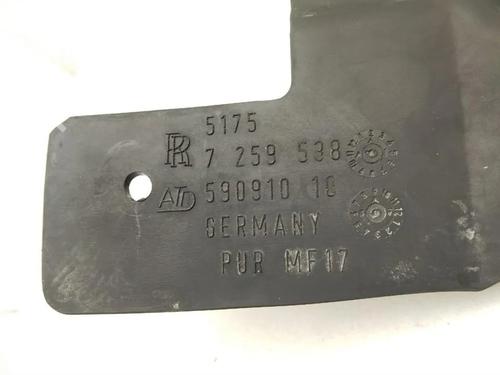 5175
RR 7 259 538
ATD 590910 10
GERMANY
PUR MF17